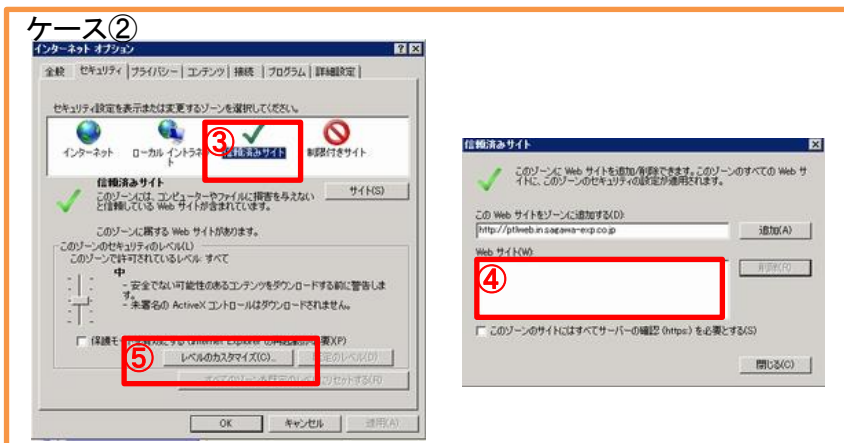 ケース②
インターネット オプション
全般 セキュリティ プライバシー コンテンツ 接続 プログラム 詳細設定
セキュリティ設定を表示または変更するゾーンを選択してください。
③
インターネット ローカル イントラネット 信頼済みサイト 制限付きサイト
信頼済みサイト
このゾーンには、コンピューターやファイルに損害を与えない
と信頼している Web サイトが含まれています。
サイト(S)
このゾーンに属する Web サイトがあります。
このゾーンのセキュリティのレベル(L)
このゾーンで許可されているレベル: すべて
中
- 安全でない可能性のあるコンテンツをダウンロードする前に警告しま
す。
- 未署名の ActiveX コントロールはダウンロードされません。
⑤
レベルのカスタマイズ(C)...
OK キャンセル 適用(A)
信頼済みサイト
このゾーンに Web サイトを追加/削除できます。このゾーンのすべての Web サ
イトに、このゾーンのセキュリティの設定が適用されます。
この Web サイトをゾーンに追加する(D):
http://ptlweb.in.sagawa-exp.co.jp
追加(A)
Web サイト(W):
④
削除(R)
このゾーンのサイトにはすべてサーバーの確認 (https:) を必要とする(S)
閉じる(C)